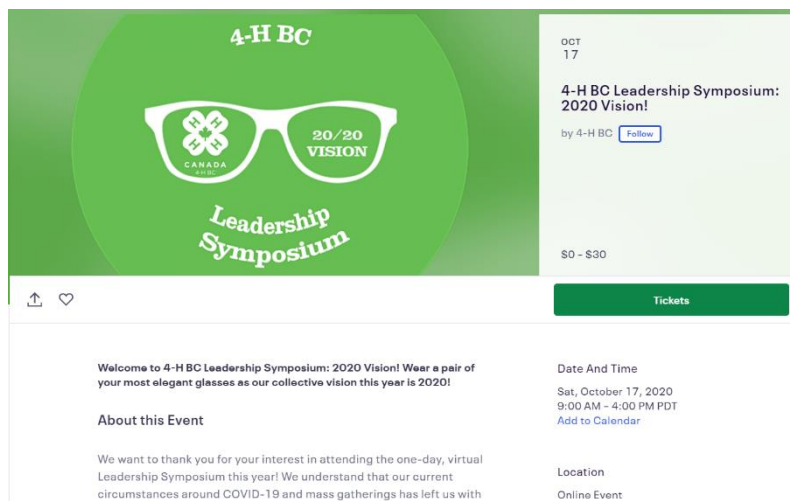 4-H BC
H H
H H
CANADA
4-H BC
20/20
VISION
Leadership
Symposium
OCT
17
4-H BC Leadership Symposium:
2020 Vision!
by 4-H BC Follow
$0 – $30
Tickets
Welcome to 4-H BC Leadership Symposium: 2020 Vision! Wear a pair of
your most elegant glasses as our collective vision this year is 2020!
About this Event
We want to thank you for your interest in attending the one-day, virtual
Leadership Symposium this year! We understand that our current
circumstances around COVID-19 and mass gatherings has left us with
Date And Time
Sat, October 17, 2020
9:00 AM – 4:00 PM PDT
Add to Calendar
Location
Online Event